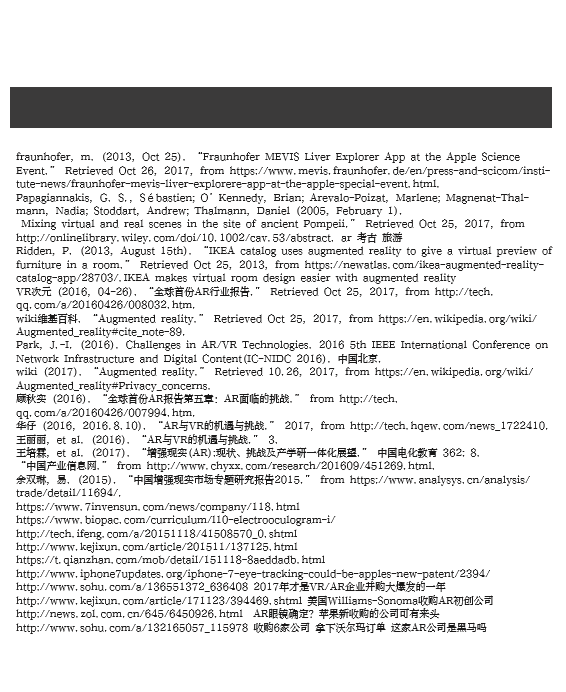 fraunhofer, m. (2013, Oct 25). “Fraunhofer MEVIS Liver Explorer App at the Apple Science
Event.” Retrieved Oct 26, 2017, from https://www.mevis.fraunhofer.de/en/press-and-scicom/insti-
tute-news/fraunhofer-mevis-liver-explorere-app-at-the-apple-special-event.html.
Papagiannakis, G. S., Sébastien; O’Kennedy, Brian; Arevalo-Poizat, Marlene; Magnenat-Thal-
mann, Nadia; Stoddart, Andrew; Thalmann, Daniel (2005, February 1).
Mixing virtual and real scenes in the site of ancient Pompeii.” Retrieved Oct 25, 2017, from
http://onlinelibrary.wiley.com/doi/10.1002/cav.53/abstract. ar 考古 旅游
Ridden, P. (2013, August 15th). “IKEA catalog uses augmented reality to give a virtual preview of
furniture in a room.” Retrieved Oct 25, 2013, from https://newatlas.com/ikea-augmented-reality-
catalog-app/28703/.IKEA makes virtual room design easier with augmented reality
VR次元 (2016, 04-26). “全球首份AR行业报告.” Retrieved Oct 25, 2017, from http://tech.
qq.com/a/20160426/008032.htm.
wiki维基百科. “Augmented reality.” Retrieved Oct 25, 2017, from https://en.wikipedia.org/wiki/
Augmented_reality#cite_note-89.
Park, J.-I. (2016). Challenges in AR/VR Technologies. 2016 5th IEEE International Conference on
Network Infrastructure and Digital Content(IC-NIDC 2016). 中国北京.
wiki (2017). “Augmented reality.” Retrieved 10.26, 2017, from https://en.wikipedia.org/wiki/
Augmented_reality#Privacy_concerns.
顾秋实 (2016). “全球首份AR报告第五章：AR面临的挑战.” from http://tech.
qq.com/a/20160426/007994.htm.
华仔 (2016, 2016.8.10). “AR与VR的机遇与挑战.” 2017, from http://tech.hqew.com/news_1722410.
王丽丽, et al. (2016). “AR与VR的机遇与挑战.” 3.
王培霖, et al. (2017). “增强现实(AR):现状、挑战及产学研一体化展望.” 中国电化教育 362: 8.
“中国产业信息网.” from http://www.chyxx.com/research/201609/451269.html.
余双琳, 易. (2015). “中国增强现实市场专题研究报告2015.” from https://www.analysys.cn/analysis/
trade/detail/11694/.
https://www.7invensun.com/news/company/118.html
https://www.biopac.com/curriculum/l10-electrooculogram-i/
http://tech.ifeng.com/a/20151118/41508570_0.shtml
http://www.kejixun.com/article/201511/137125.html
https://t.qianzhan.com/mob/detail/151118-8aeddadb.html
http://www.iphone7updates.org/iphone-7-eye-tracking-could-be-apples-new-patent/2394/
http://www.sohu.com/a/136551372_636408 2017年才是VR/AR企业并购大爆发的一年
http://www.kejixun.com/article/171123/394469.shtml 美国Williams-Sonoma收购AR初创公司
http://news.zol.com.cn/645/6450926.html AR眼镜确定? 苹果新收购的公司可有来头
http://www.sohu.com/a/132165057_115978 收购6家公司 拿下沃尔玛订单 这家AR公司是黑马吗